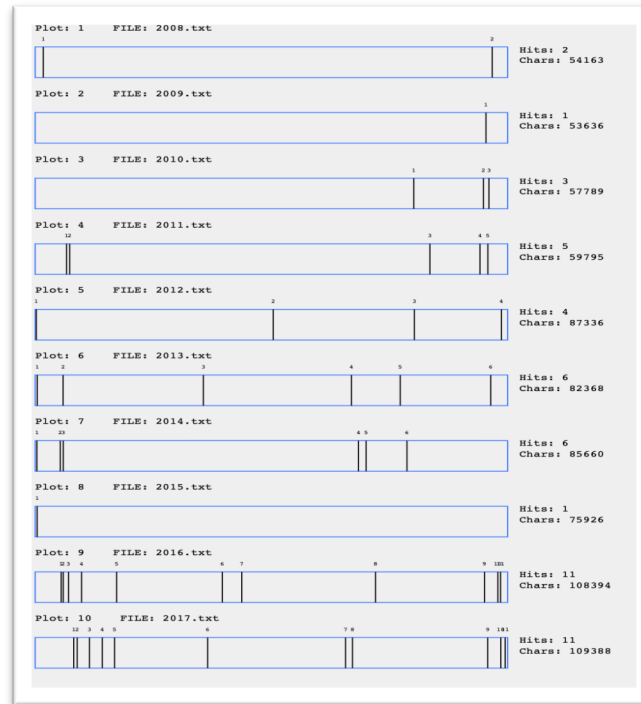 Plot: 1 FILE: 2008.txt
1 2
Hits: 2
Chars: 54163
Plot: 2 FILE: 2009.txt
1
Hits: 1
Chars: 53636
Plot: 3 FILE: 2010.txt
1 2 3
Hits: 3
Chars: 57789
Plot: 4 FILE: 2011.txt
12 3 4 5
Hits: 5
Chars: 59795
Plot: 5 FILE: 2012.txt
1 2 3 4
Hits: 4
Chars: 87336
Plot: 6 FILE: 2013.txt
1 2 3 4 5 6
Hits: 6
Chars: 82368
Plot: 7 FILE: 2014.txt
1 23 4 5 6
Hits: 6
Chars: 85660
Plot: 8 FILE: 2015.txt
1
Hits: 1
Chars: 75926
Plot: 9 FILE: 2016.txt
12 3 4 5 6 7 8 9 1011
Hits: 11
Chars: 108394
Plot: 10 FILE: 2017.txt
12 3 4 5 6 7 8 9 1011
Hits: 11
Chars: 109388